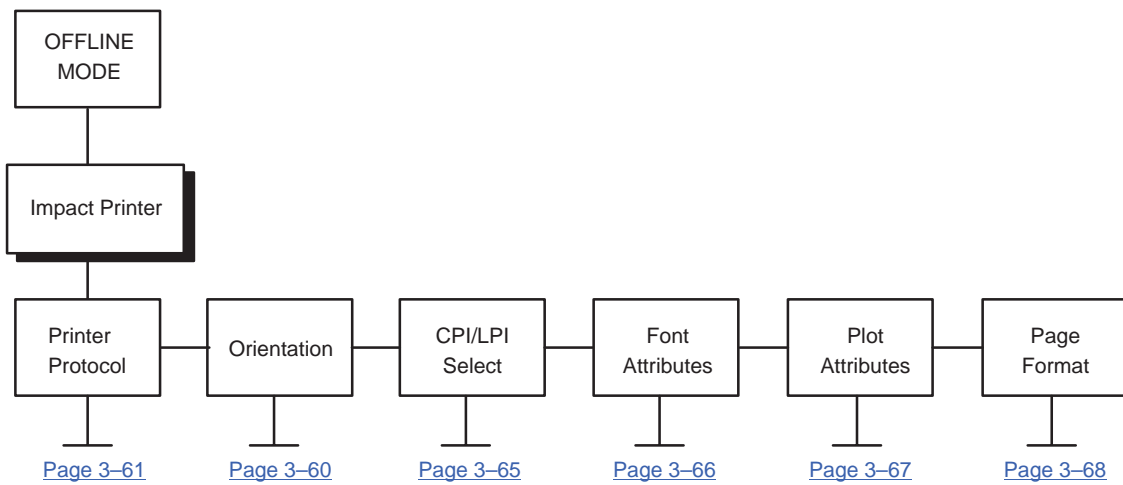 OFFLINE
MODE
Impact Printer
Printer
Protocol
Orientation
CPI/LPI
Select
Font
Attributes
Plot
Attributes
Page
Format
Page 3–61
Page 3–60
Page 3–65
Page 3–66
Page 3–67
Page 3–68